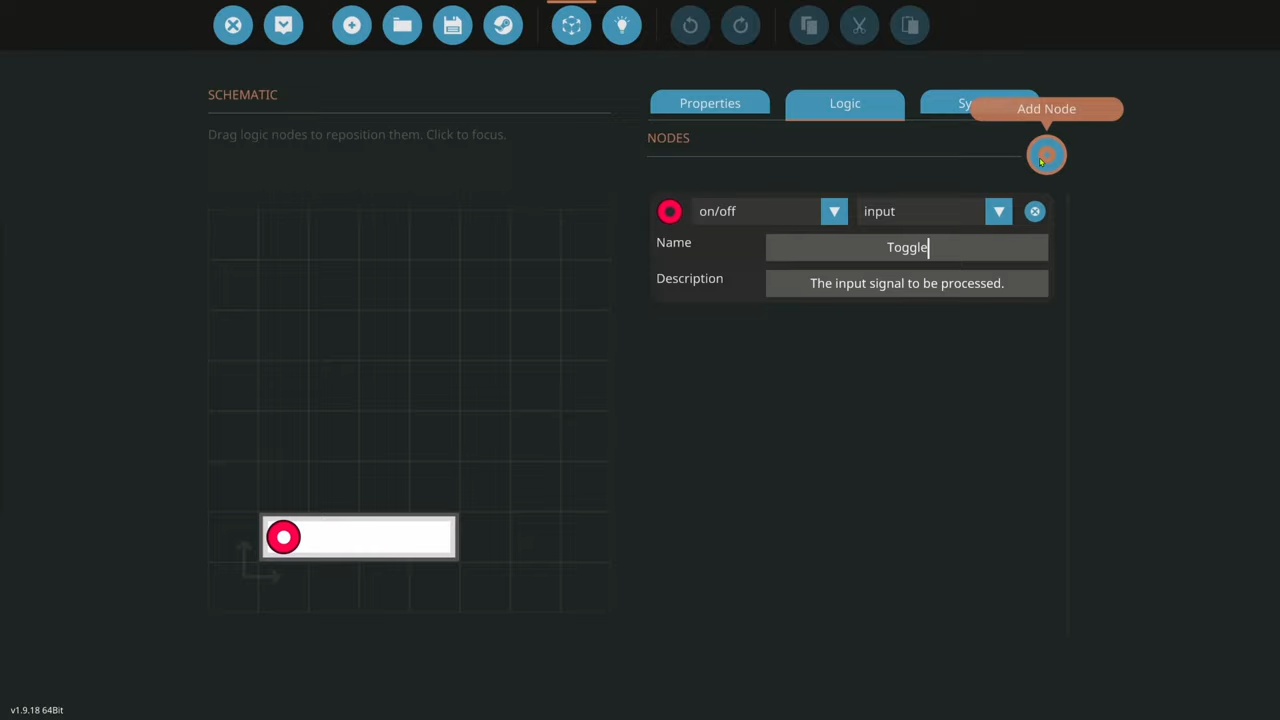 SCHEMATIC
Drag logic nodes to reposition them. Click to focus.
Properties
Logic
Sy
Add Node
NODES
on/off
input
Name
Toggle
Description
The input signal to be processed.
v1.9.18 64Bit